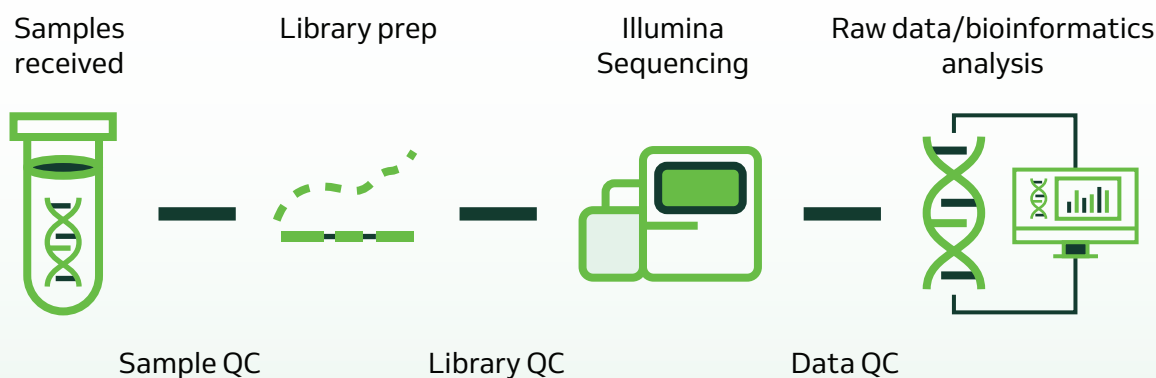 Samples
received
Library prep
Illumina
Sequencing
Raw data/bioinformatics
analysis
Sample QC
Library QC
Data QC